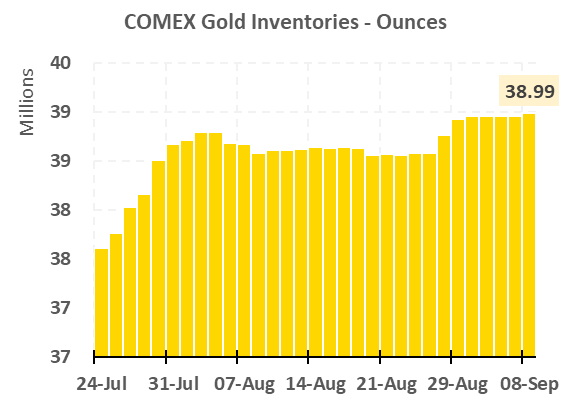 COMEX Gold Inventories - Ounces
Millions
40
39
39
38
38
37
37
38.99
24-Jul 31-Jul 07-Aug 14-Aug 21-Aug 29-Aug 08-Sep